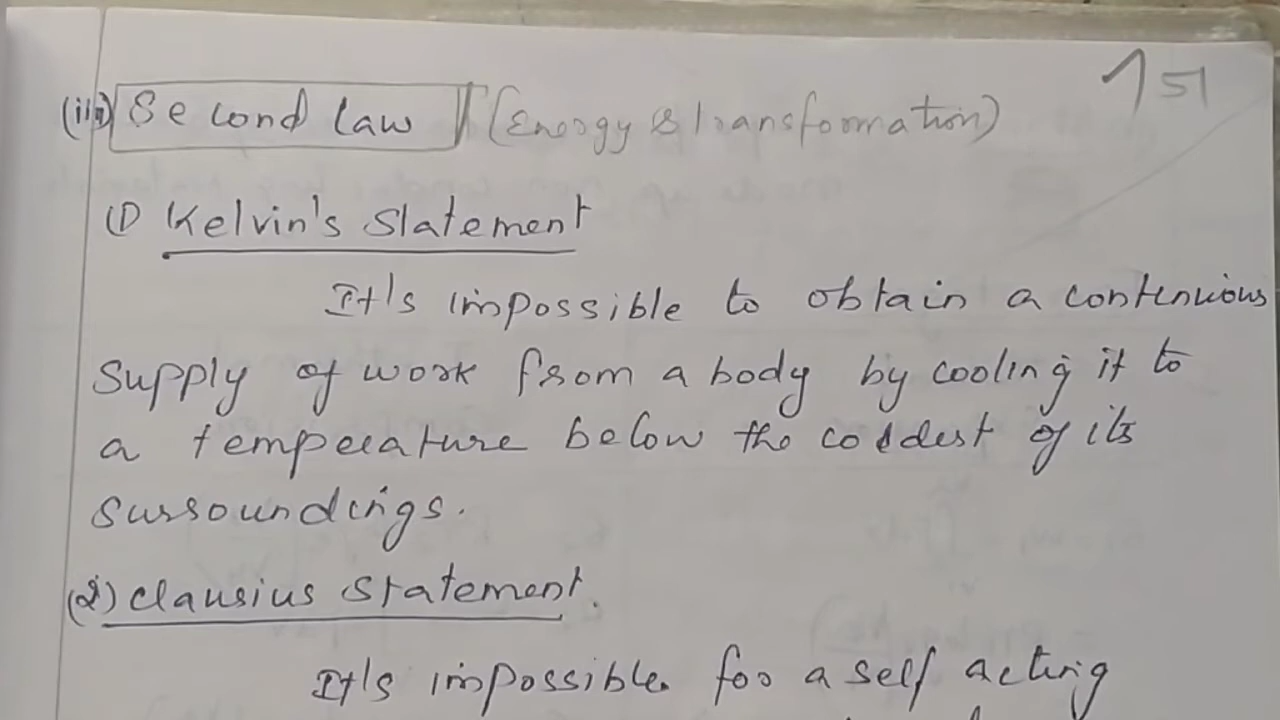 151
(iii) Second law (Energy & transformation)
(1) Kelvin's Statement
It's impossible to obtain a contenuious
supply of work from a body by cooling it to
a temperature below the coldest of its
surroundings.
(2) Clausius Statement.
It's impossible for a self acting